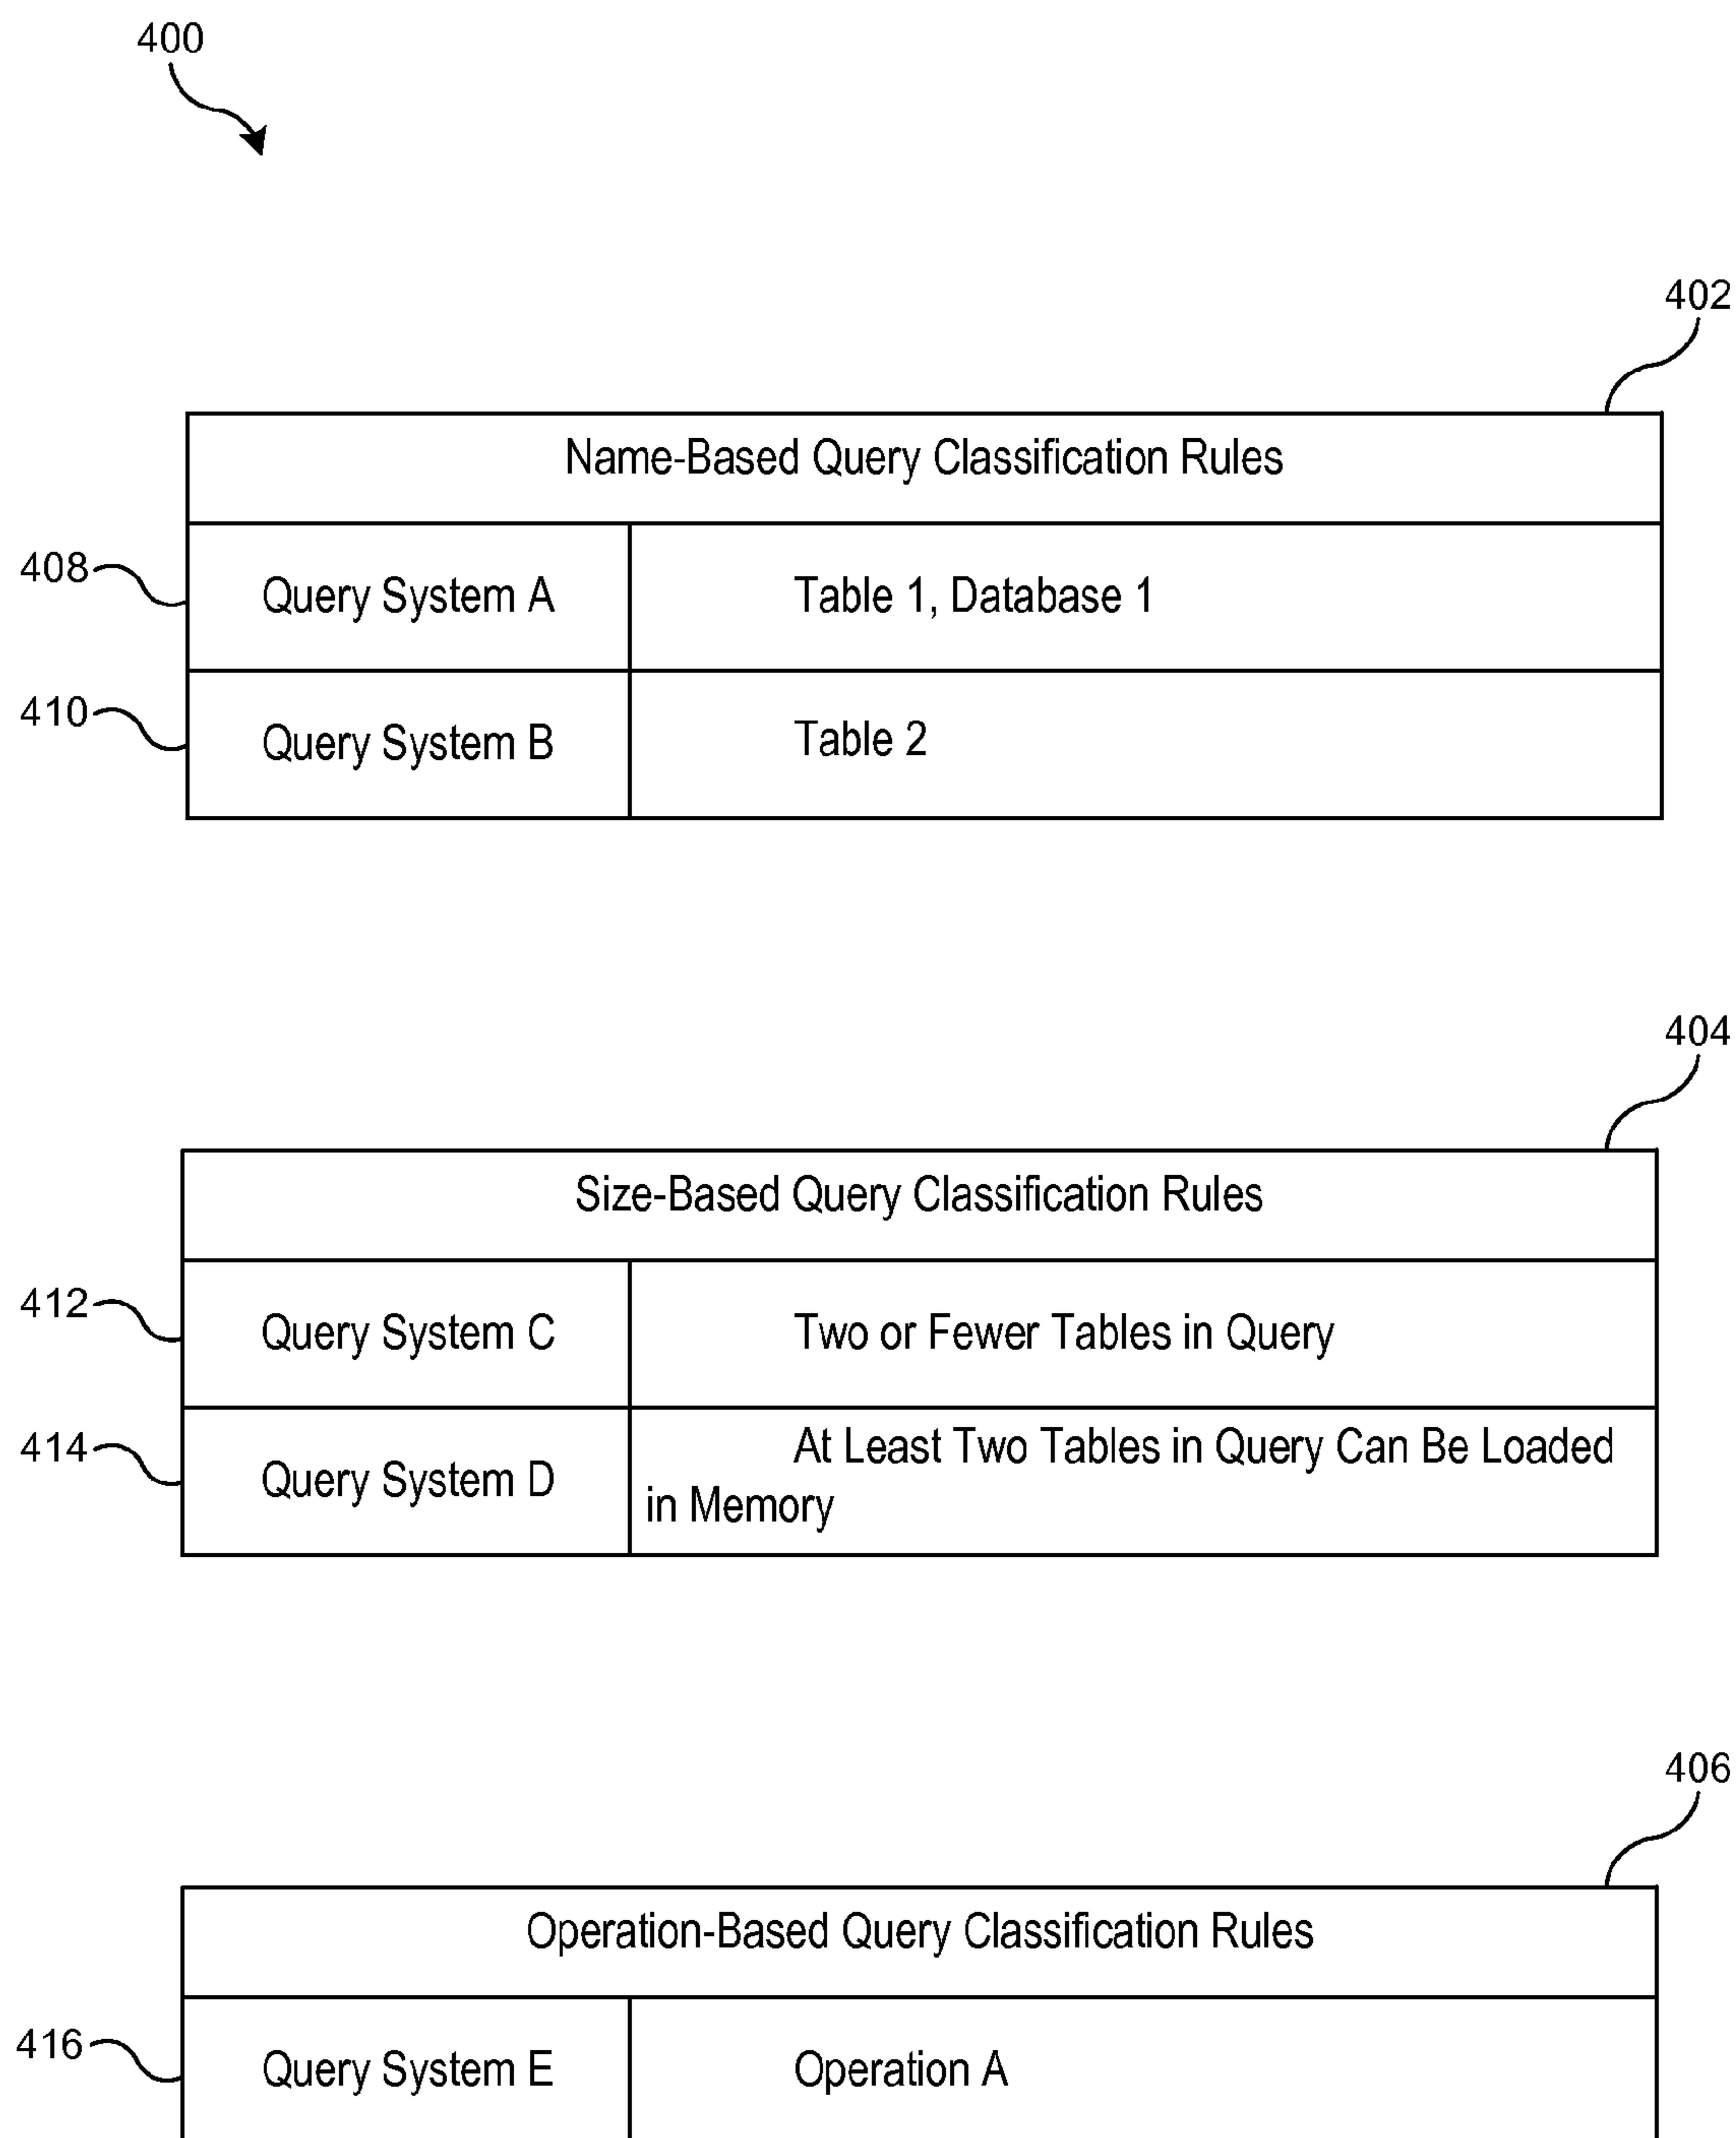 400
402
Name-Based Query Classification Rules
408
Query System A
Table 1, Database 1
410
Query System B
Table 2
404
Size-Based Query Classification Rules
412
Query System C
Two or Fewer Tables in Query
414
Query System D
At Least Two Tables in Query Can Be Loaded
in Memory
406
Operation-Based Query Classification Rules
416
Query System E
Operation A